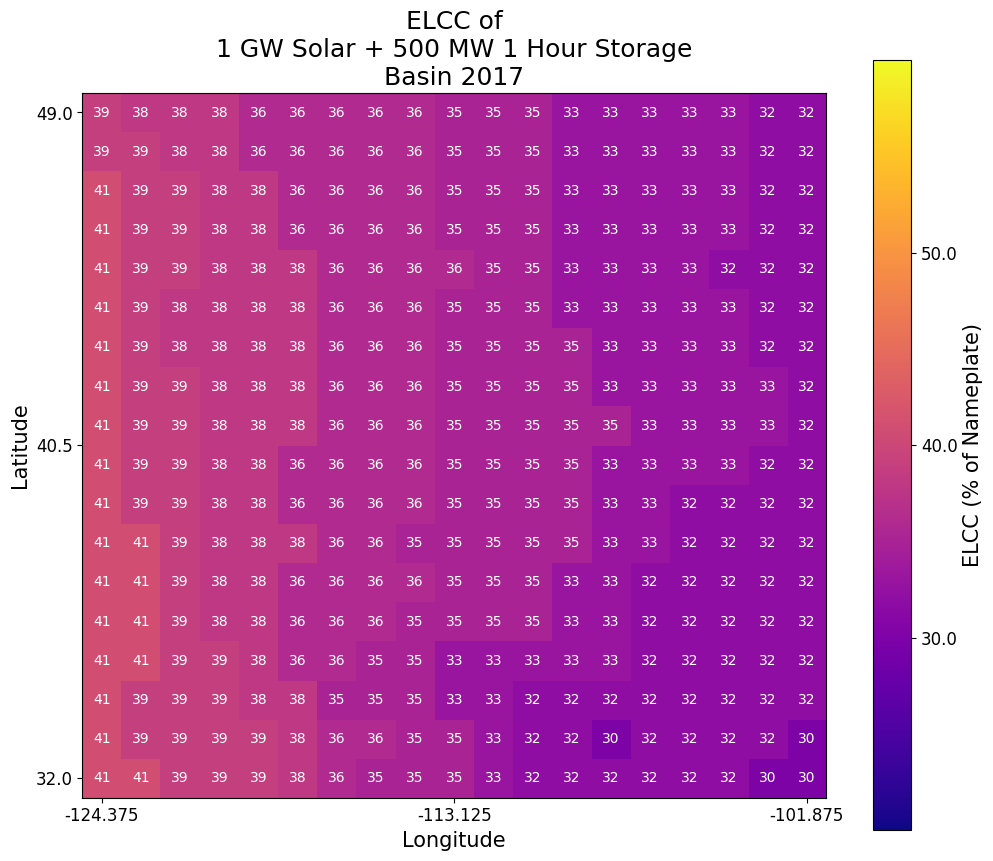 ELCC of
1 GW Solar + 500 MW 1 Hour Storage
Basin 2017
49.0 39 38 38 38 36 36 36 36 36 35 35 35 33 33 33 33 33 32 32
39 39 38 38 36 36 36 36 36 35 35 35 33 33 33 33 33 32 32
41 39 39 38 38 36 36 36 36 35 35 35 33 33 33 33 33 32 32
41 39 39 38 38 36 36 36 36 35 35 35 33 33 33 33 33 32 32
41 39 39 38 38 38 36 36 36 36 35 35 33 33 33 33 32 32 32
50.0
41 39 38 38 38 38 36 36 36 35 35 35 33 33 33 33 33 32 32
41 39 38 38 38 38 36 36 36 35 35 35 35 33 33 33 33 32 32
41 39 39 38 38 38 36 36 36 35 35 35 35 33 33 33 33 33 32
41 39 39 38 38 38 36 36 36 35 35 35 35 35 33 33 33 33 32
40.5
40.0
41 39 39 38 38 36 36 36 36 35 35 35 35 33 33 33 33 32 32
41 39 39 38 38 36 36 36 36 35 35 35 35 33 33 32 32 32 32
41 41 39 38 38 38 36 36 35 35 35 35 35 33 33 32 32 32 32
41 41 39 38 38 36 36 36 36 35 35 35 33 33 32 32 32 32 32
41 41 39 38 38 36 36 36 35 35 35 35 33 33 32 32 32 32 32
30.0
41 41 39 39 38 36 36 35 35 33 33 33 33 33 32 32 32 32 32
41 39 39 39 38 38 35 35 35 33 33 32 32 32 32 32 32 32 32
41 39 39 39 39 38 36 36 35 35 33 32 32 30 32 32 32 32 30
32.0 41 41 39 39 39 38 36 35 35 35 33 32 32 32 32 32 32 30 30
-124.375 -113.125 -101.875
Longitude
Latitude
ELCC (% of Nameplate)